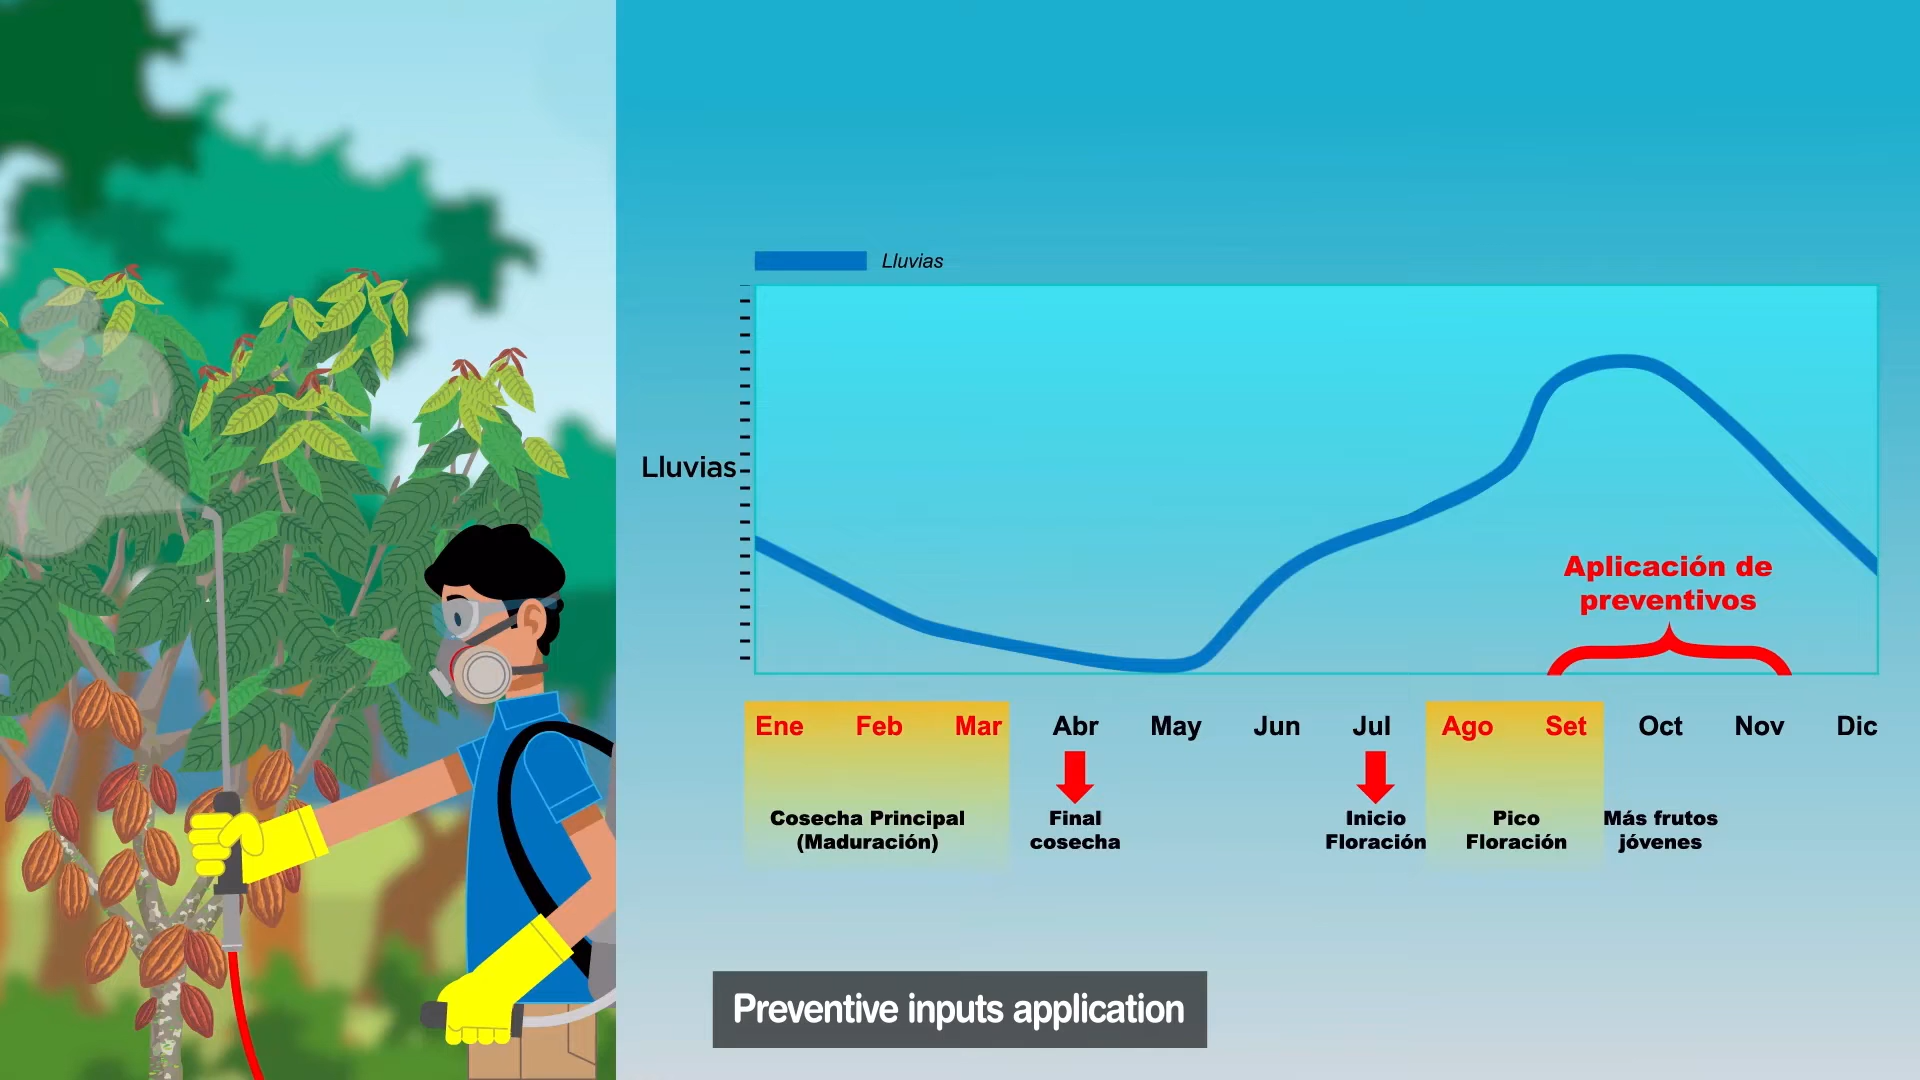 Lluvias
Lluvias
Aplicación de
preventivos
Ene Feb Mar Abr May Jun Jul Ago Set Oct Nov Dic
Cosecha Principal
(Maduración)
Final
cosecha
Inicio
Floración
Pico
Floración
Más frutos
jóvenes
Preventive inputs application